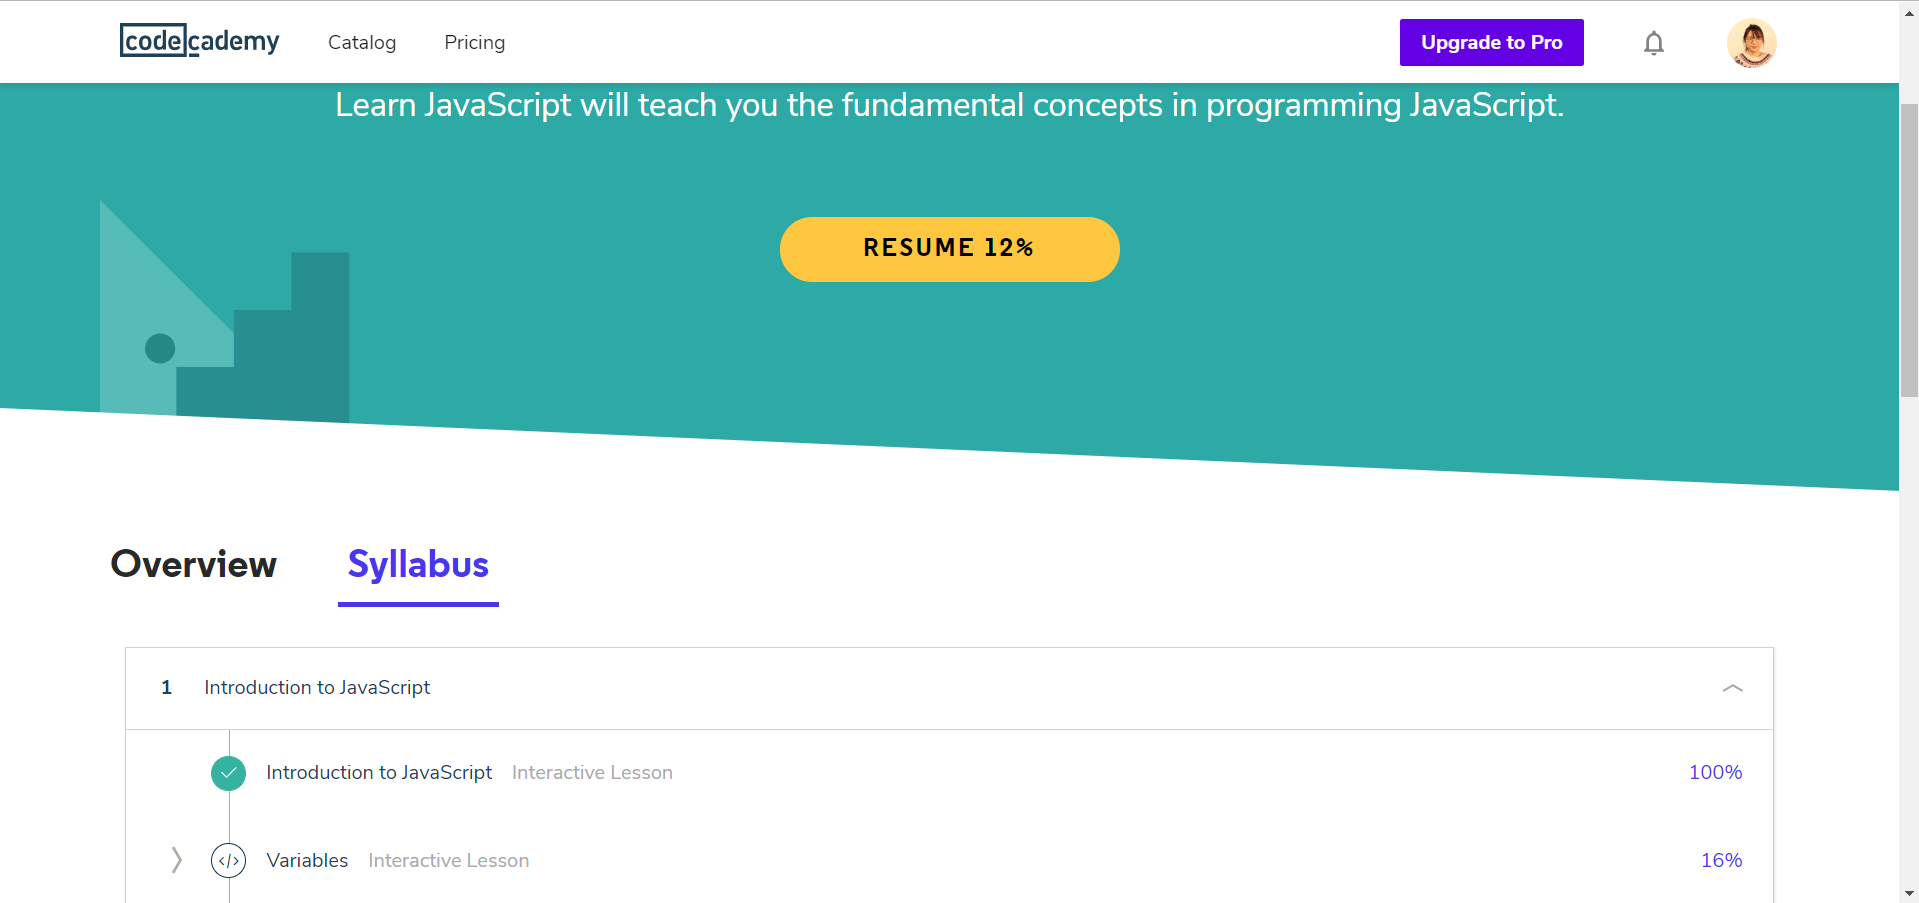 codecademy Catalog Pricing Upgrade to Pro
Learn JavaScript will teach you the fundamental concepts in programming JavaScript.
RESUME 12%
Overview Syllabus
1 Introduction to JavaScript
Introduction to JavaScript Interactive Lesson 100%
</> Variables Interactive Lesson 16%